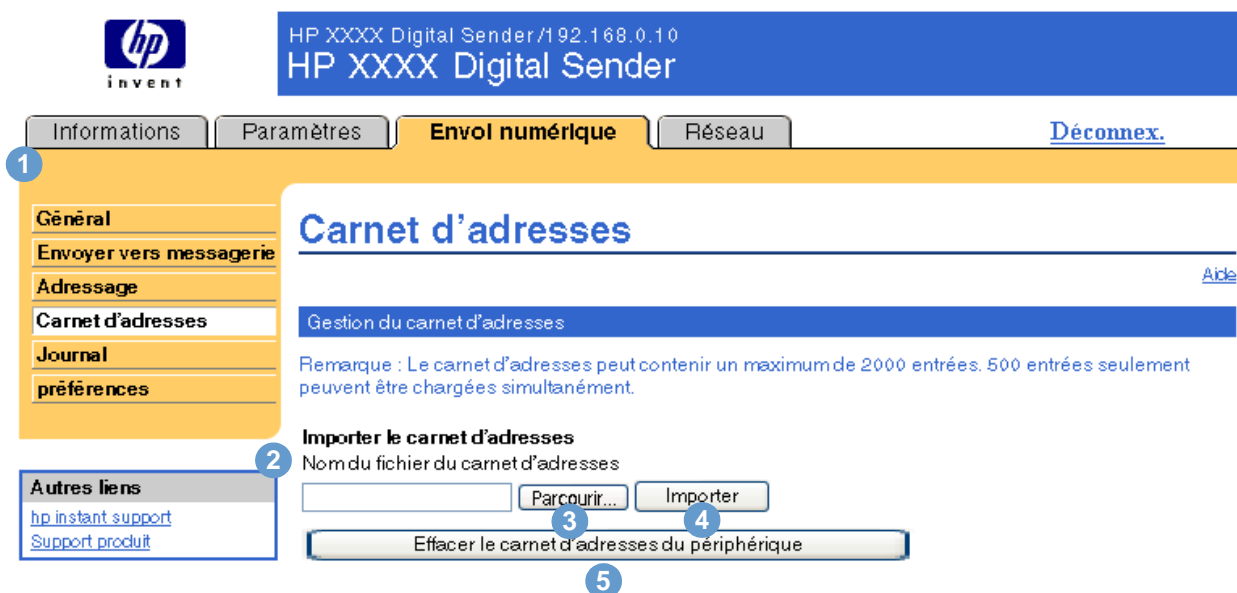 hp
invent
HP XXXX Digital Sender/192.168.0.10
HP XXXX Digital Sender
Informations
Paramètres
Envoi numérique
Réseau
Déconnex.
1
Général
Envoyer vers messagerie
Adressage
Carnet d'adresses
Journal
préférences
Autres liens
hp instant support
Support produit
Carnet d'adresses
Aide
Gestion du carnet d'adresses
Remarque : Le carnet d'adresses peut contenir un maximum de 2000 entrées. 500 entrées seulement
peuvent être chargées simultanément.
Importer le carnet d'adresses
2
Nom du fichier du carnet d'adresses
Parcourir...
Importer
3
4
Effacer le carnet d'adresses du périphérique
5